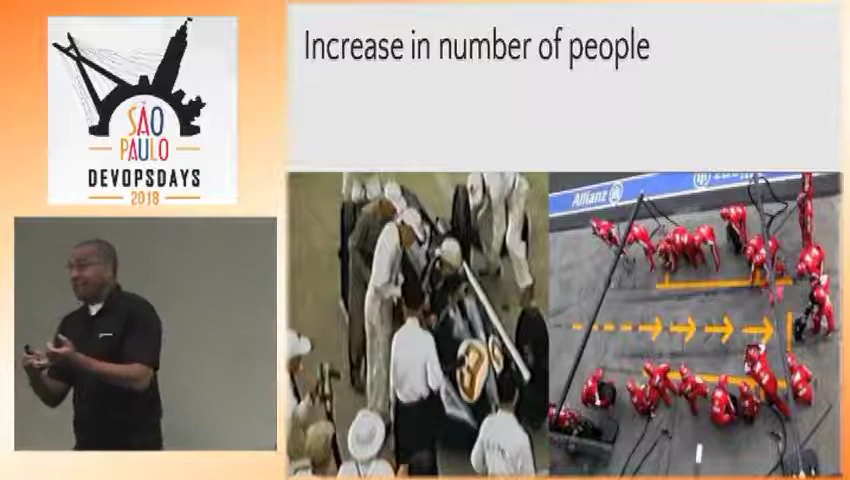 SÃO
PAULO
DEVOPSDAYS
2018
Increase in number of people
Allianz